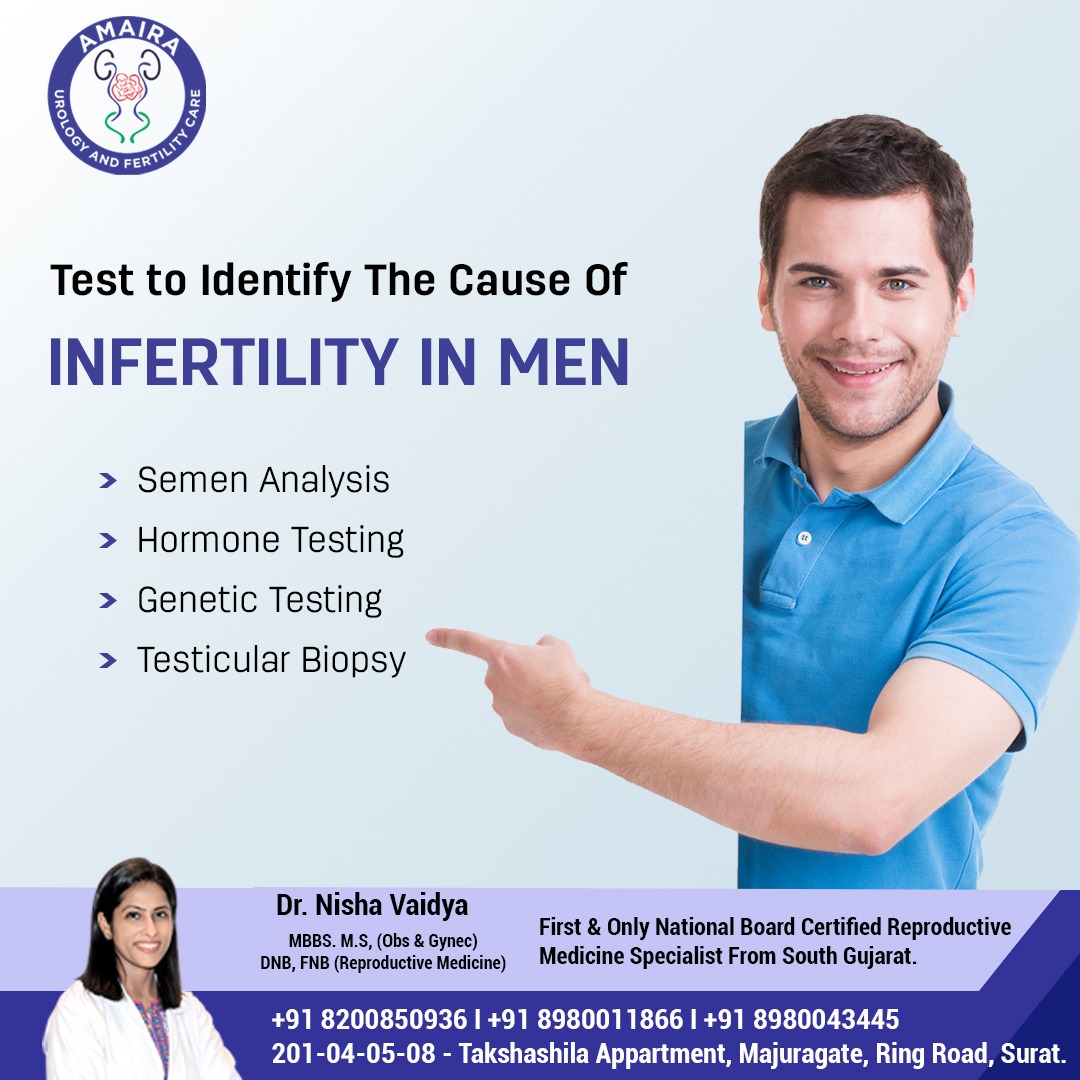 AMAIRA
UROLOGY AND FERTILITY CARE
Test to Identify The Cause Of
INFERTILITY IN MEN
Semen Analysis
Hormone Testing
Genetic Testing
Testicular Biopsy
Dr. Nisha Vaidya
MBBS. M.S, (Obs & Gynec)
DNB, FNB (Reproductive Medicine)
First & Only National Board Certified Reproductive
Medicine Specialist From South Gujarat.
+91 8200850936 I +91 8980011866 I +91 8980043445
201-04-05-08 - Takshashila Appartment, Majuragate, Ring Road, Surat.